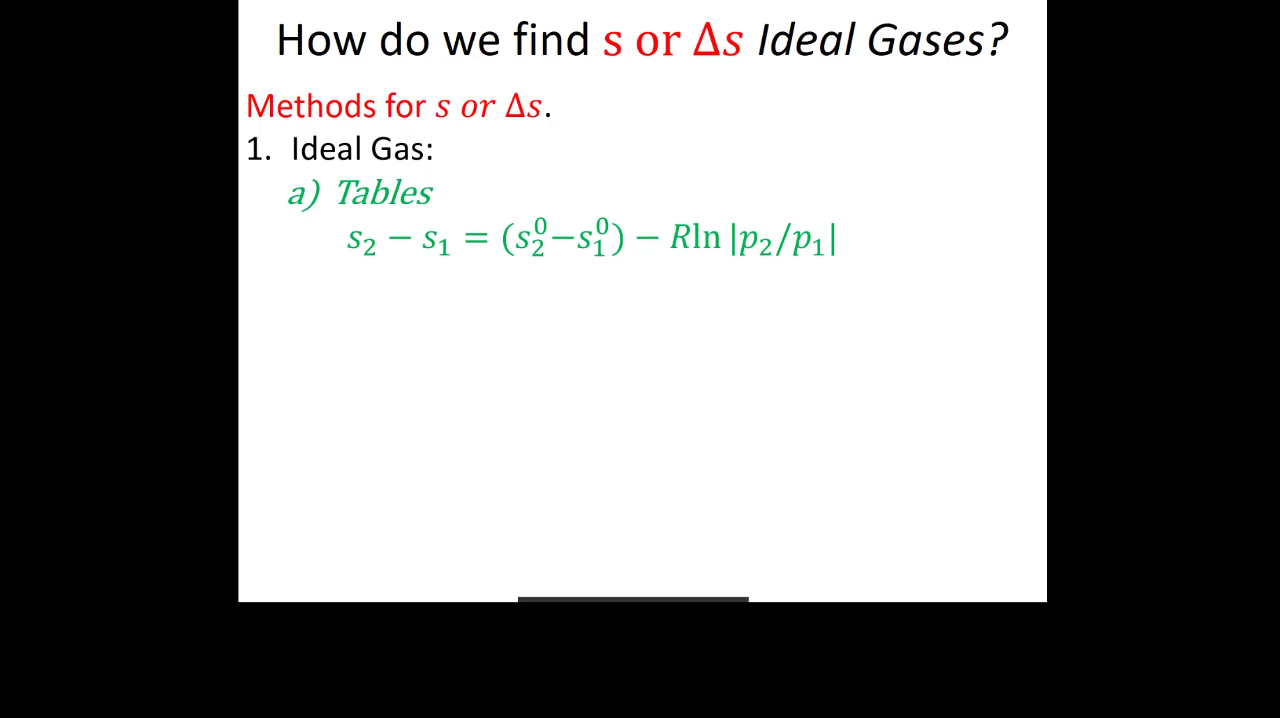 How do we find s or Δs Ideal Gases?
Methods for s or Δs.
1. Ideal Gas:
a) Tables
s₂ − s₁ = (s₂⁰−s₁⁰) − Rln |p₂/p₁|